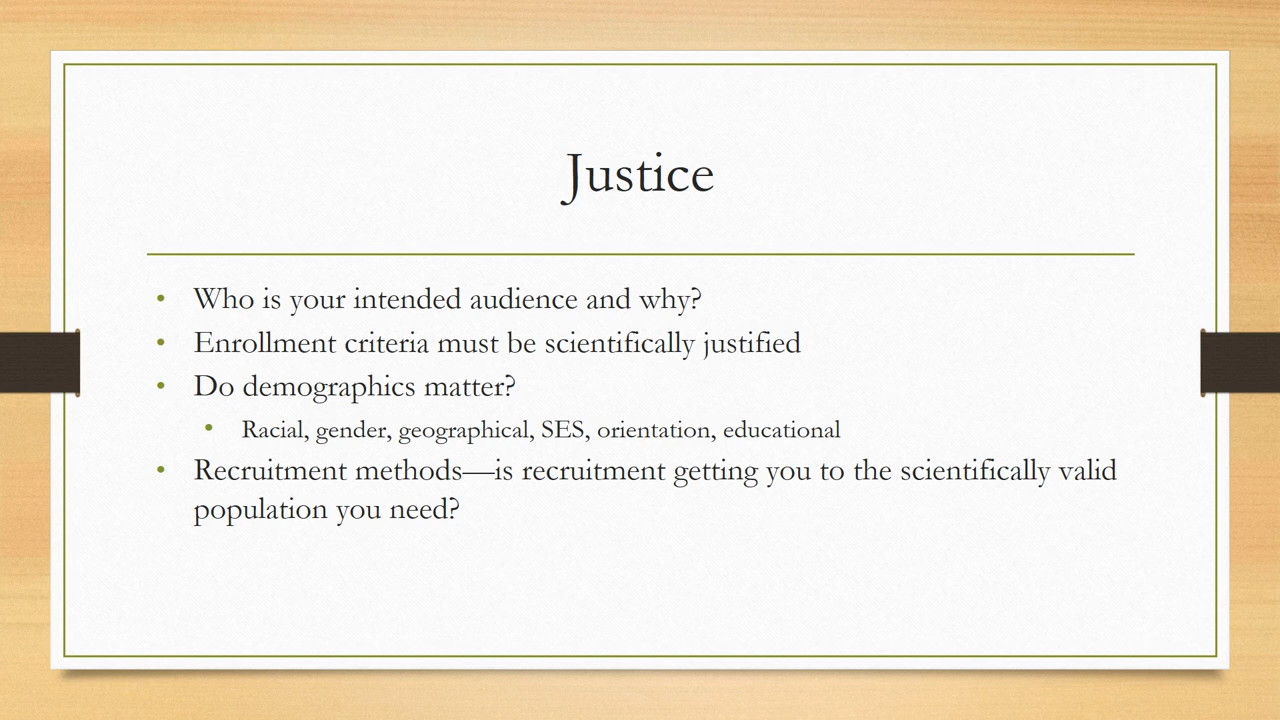 Justice
• Who is your intended audience and why?
• Enrollment criteria must be scientifically justified
• Do demographics matter?
• Racial, gender, geographical, SES, orientation, educational
• Recruitment methods—is recruitment getting you to the scientifically valid
population you need?